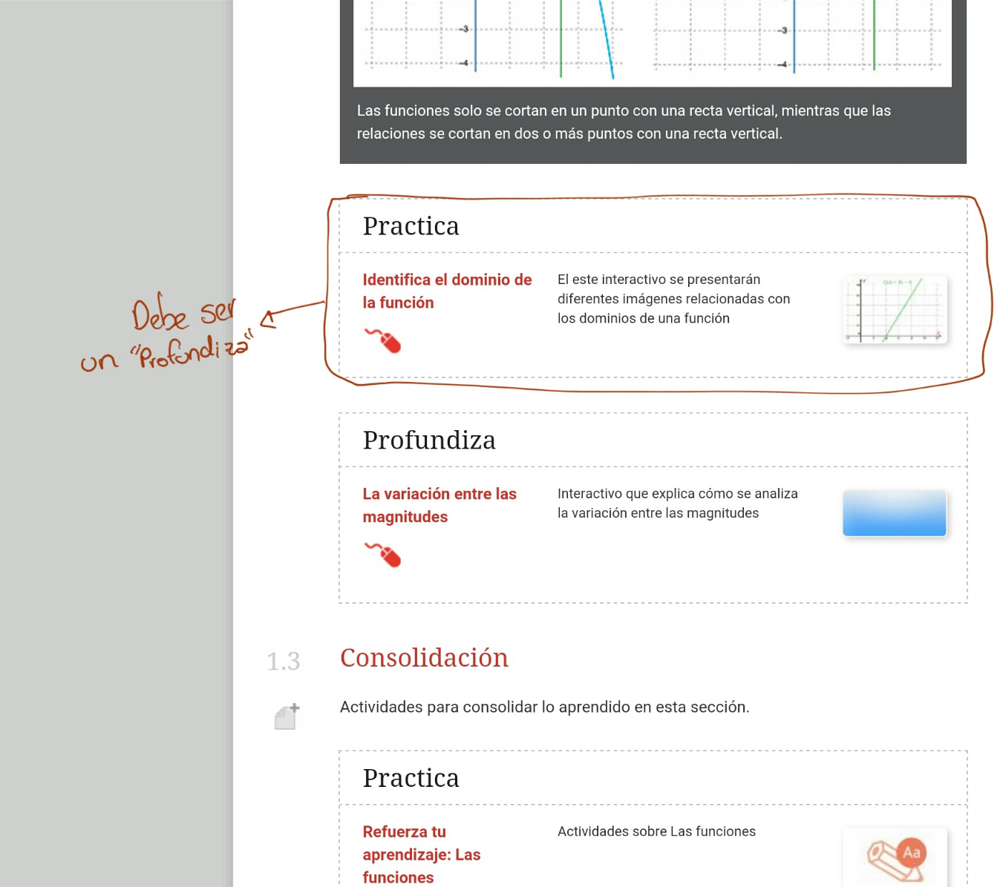 -3
-4
-3
-4
Las funciones solo se cortan en un punto con una recta vertical, mientras que las
relaciones se cortan en dos o más puntos con una recta vertical.
Practica
Identifica el dominio de
la función
El este interactivo se presentarán
diferentes imágenes relacionadas con
los dominios de una función
Debe ser
un "Profundiza"
Profundiza
La variación entre las
magnitudes
Interactivo que explica cómo se analiza
la variación entre las magnitudes
1.3 Consolidación
Actividades para consolidar lo aprendido en esta sección.
Practica
Refuerza tu
aprendizaje: Las
funciones
Actividades sobre Las funciones
Aa